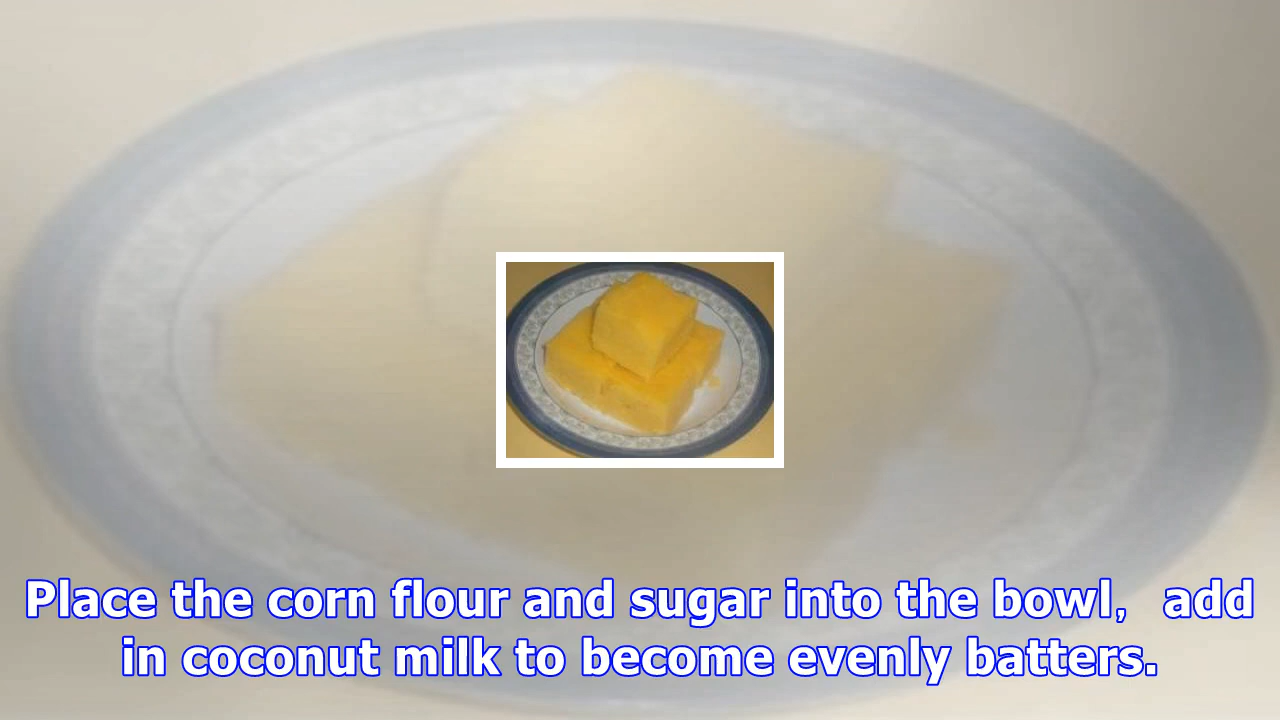 Place the corn flour and sugar into the bowl， add
in coconut milk to become evenly batters.